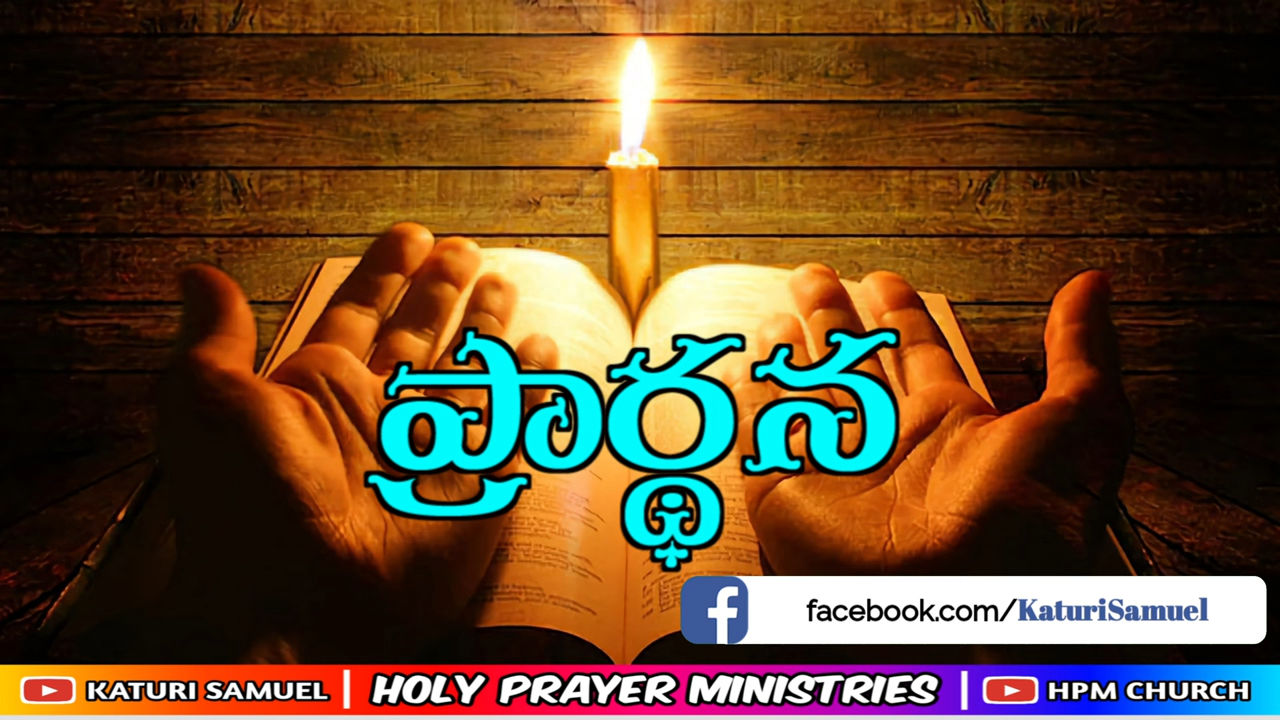 ప్రార్థన
facebook.com/KaturiSamuel
KATURI SAMUEL | HOLY PRAYER MINISTRIES | HPM CHURCH